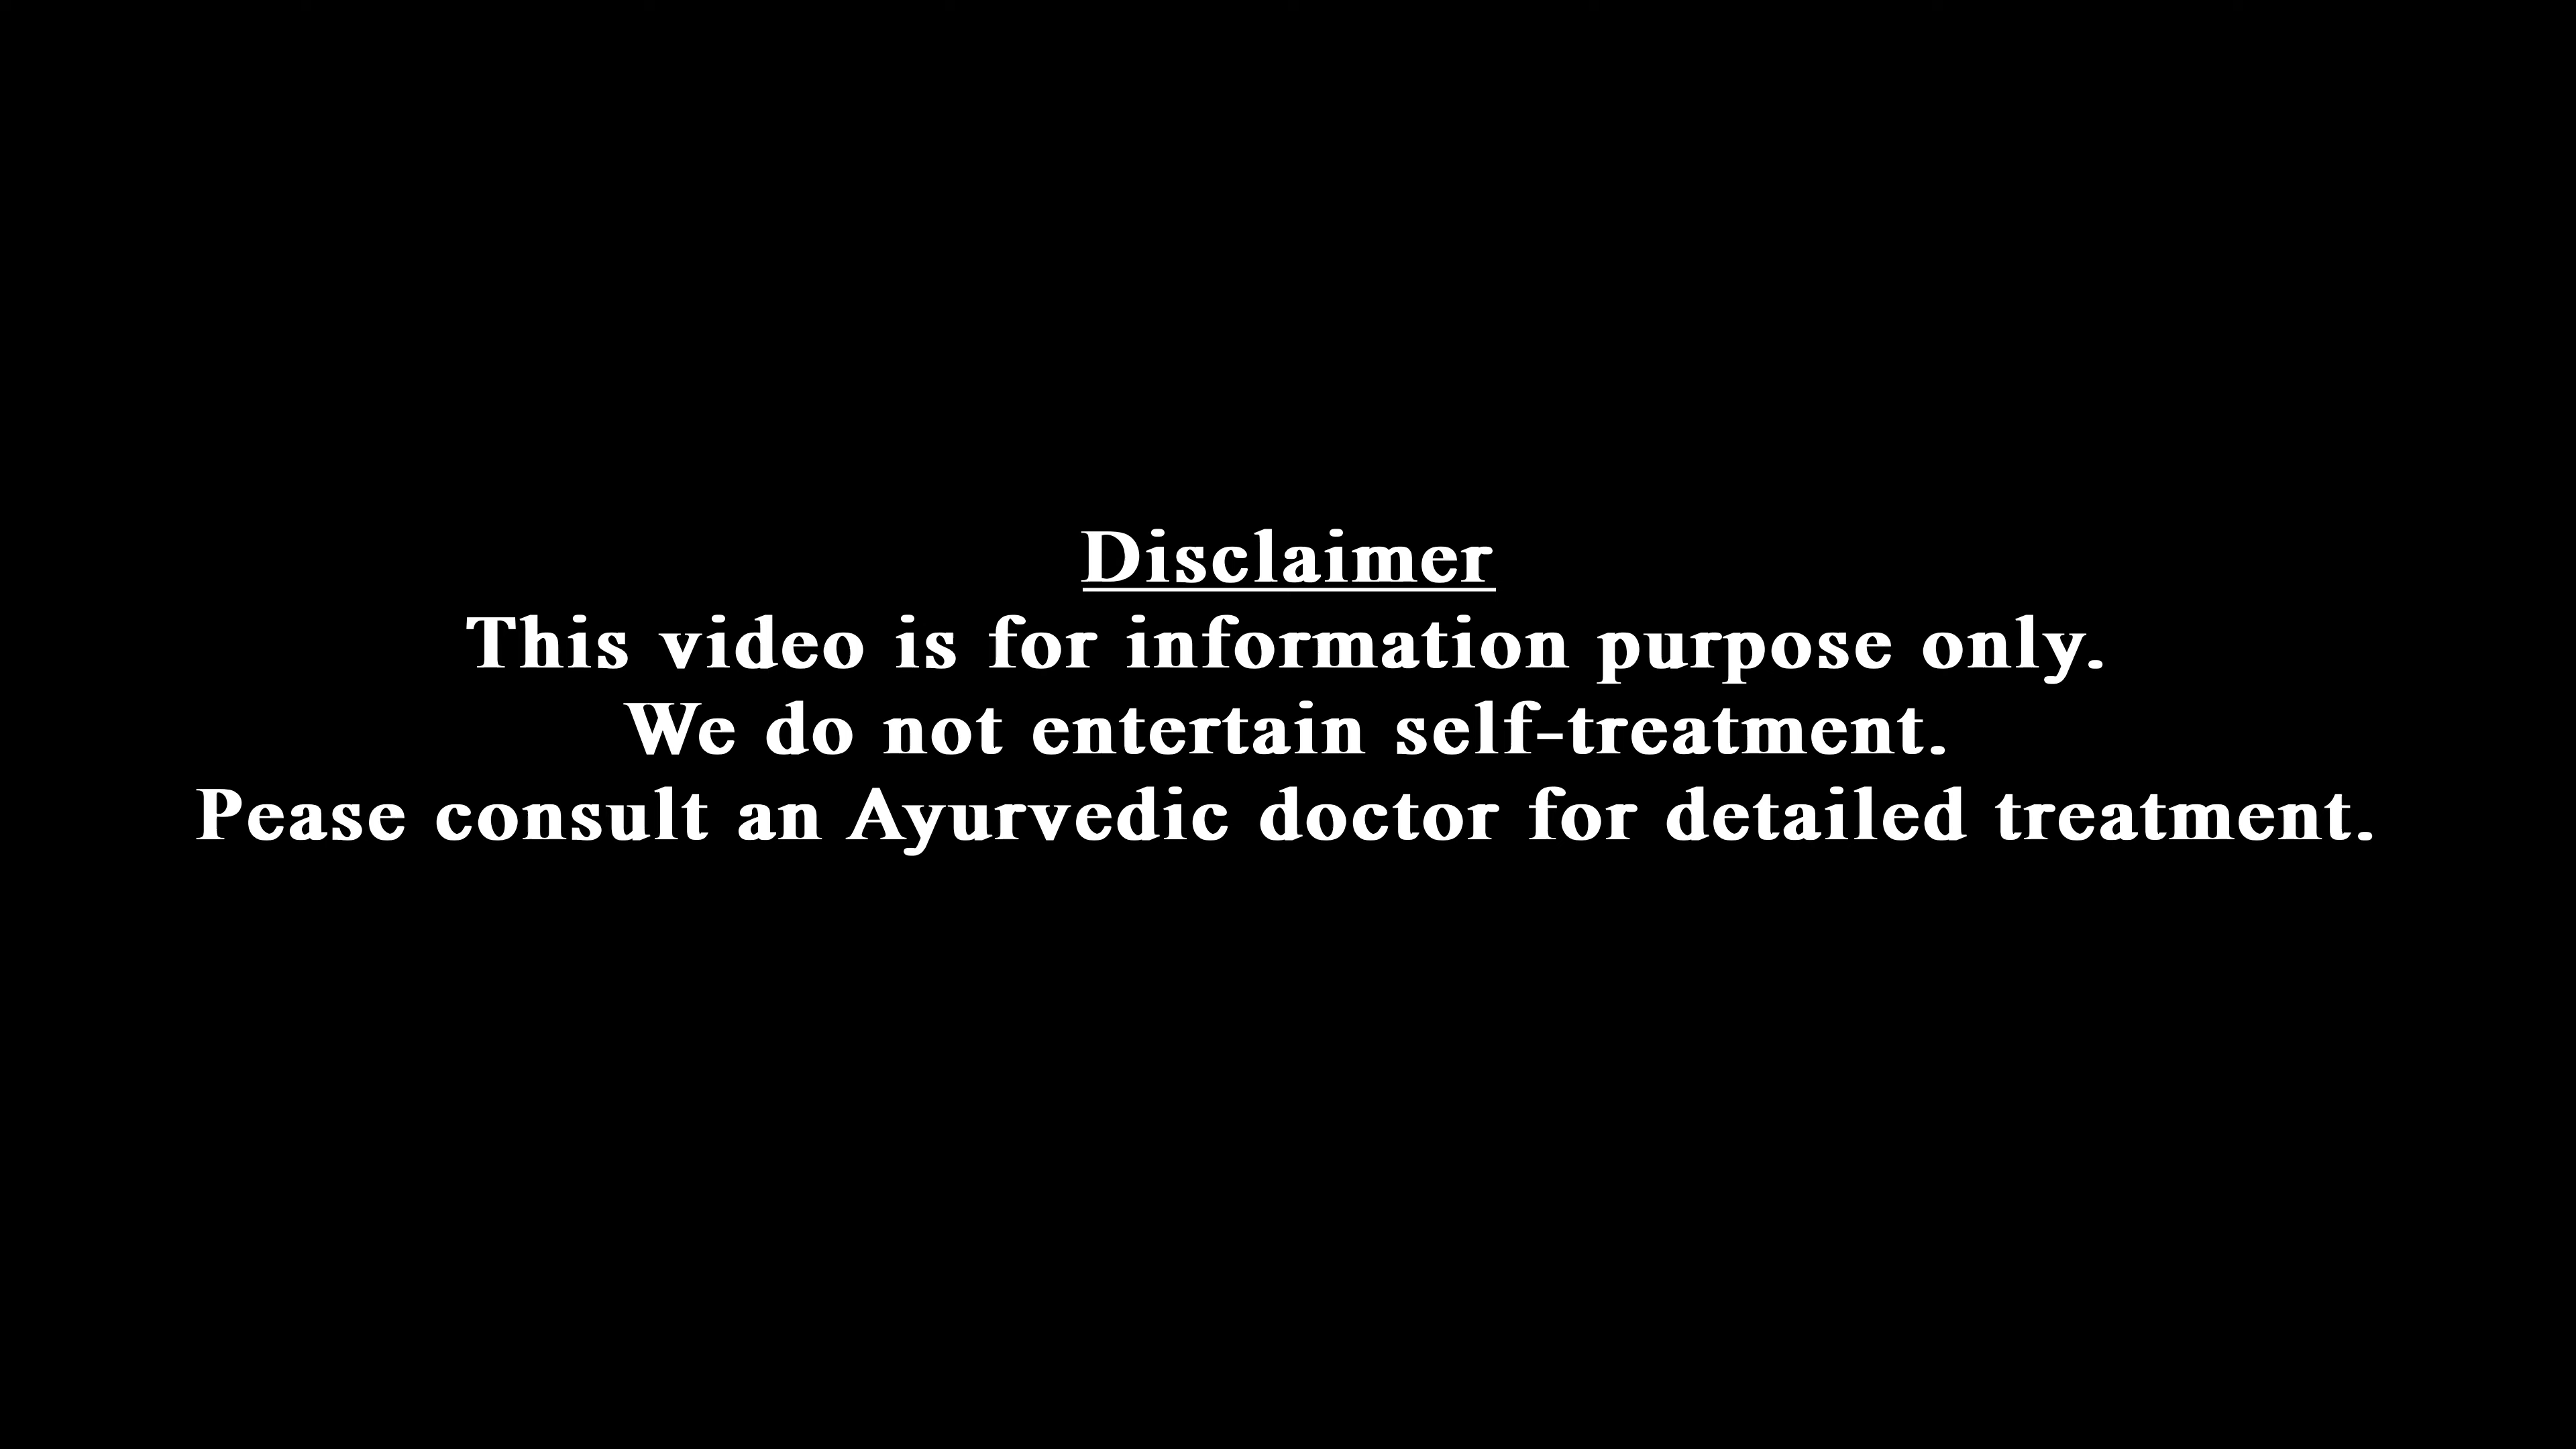 Disclaimer
This video is for information purpose only.
We do not entertain self-treatment.
Pease consult an Ayurvedic doctor for detailed treatment.